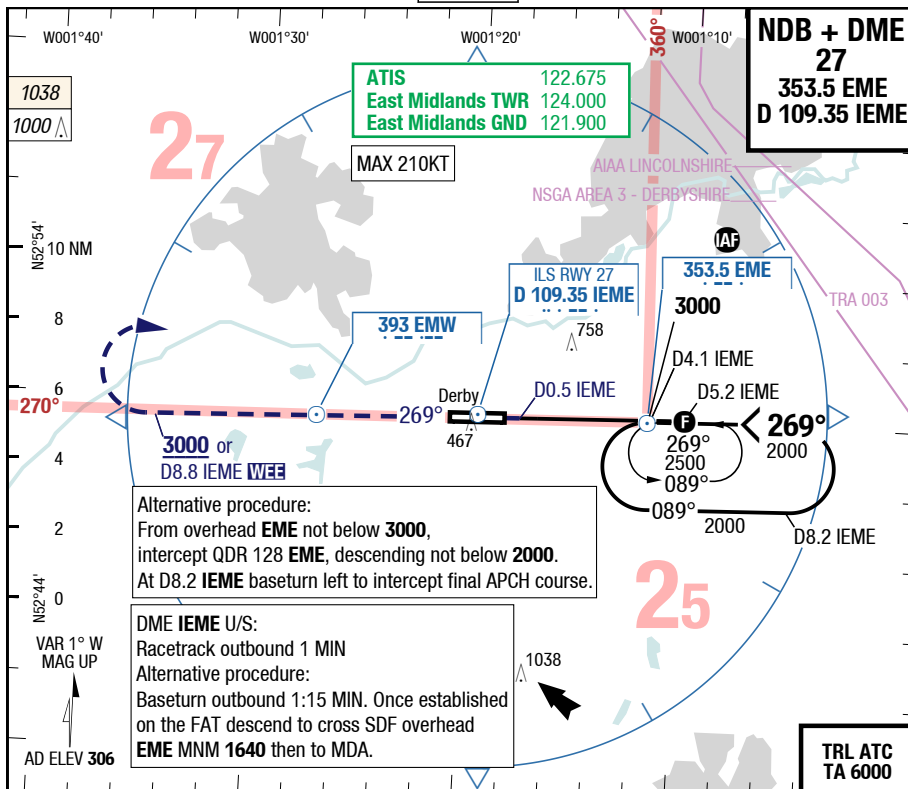 W001°40'
W001°30'
W001°20'
W001°10'
360°
NDB + DME
27
353.5 EME
D 109.35 IEME
1038
1000
27
ATIS 122.675
East Midlands TWR 124.000
East Midlands GND 121.900
MAX 210KT
AIAA LINCOLNSHIRE
NSGA AREA 3 - DERBYSHIRE
N52°54'
10 NM
IAF
ILS RWY 27
D 109.35 IEME
353.5 EME
TRA 003
3000
8
393 EMW
758
D4.1 IEME
6
D5.2 IEME
Derby
D0.5 IEME
270°
269°
F
269°
467
269°
2000
4
3000 or
2500
D8.8 IEME WEE
089°
089°
2000
2
D8.2 IEME
Alternative procedure:
From overhead EME not below 3000,
intercept QDR 128 EME, descending not below 2000.
At D8.2 IEME baseturn left to intercept final APCH course.
N52°44'
0
25
DME IEME U/S:
Racetrack outbound 1 MIN
Alternative procedure:
Baseturn outbound 1:15 MIN. Once established
on the FAT descend to cross SDF overhead
EME MNM 1640 then to MDA.
1038
VAR 1° W
MAG UP
AD ELEV 306
TRL ATC
TA 6000